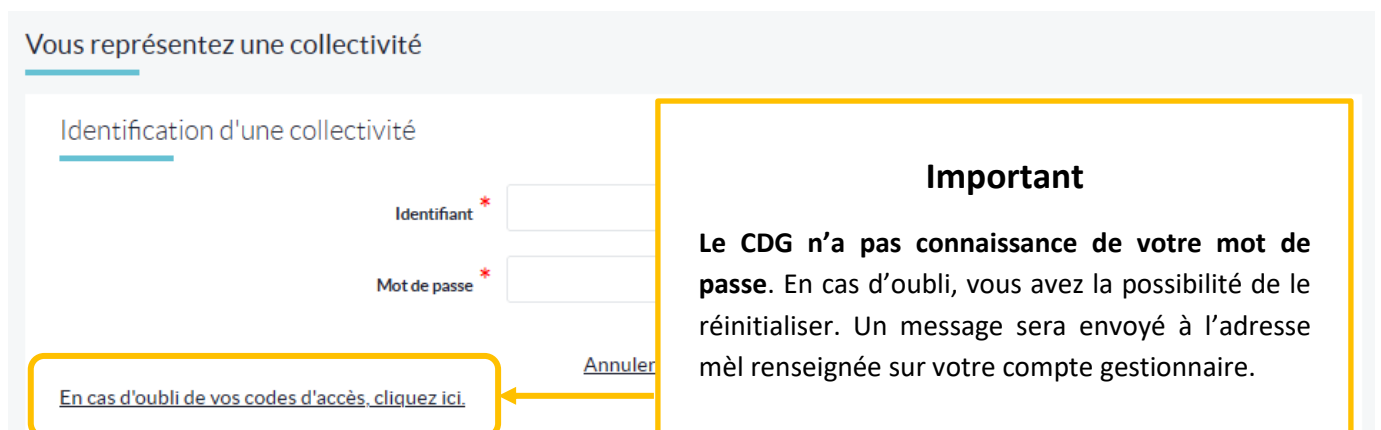 Vous représentez une collectivité
Identification d'une collectivité
Identifiant *
Mot de passe *
Annuler
En cas d'oubli de vos codes d'accès, cliquez ici.
Important
Le CDG n’a pas connaissance de votre mot de
passe. En cas d’oubli, vous avez la possibilité de le
réinitialiser. Un message sera envoyé à l’adresse
mèl renseignée sur votre compte gestionnaire.